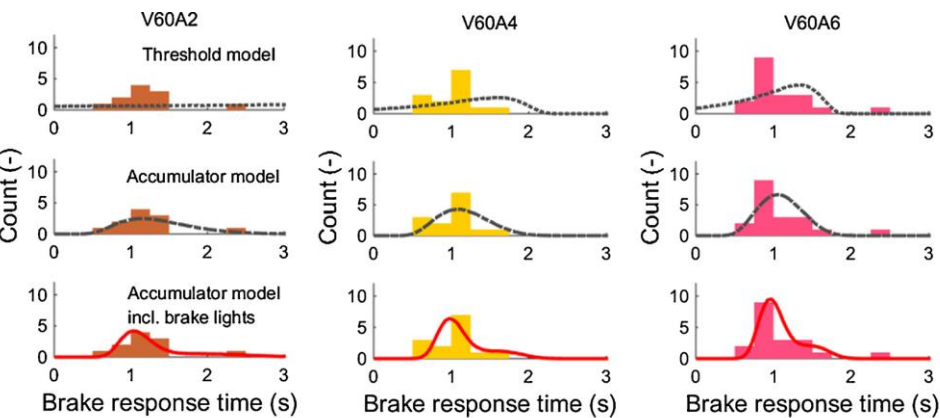 V60A2 V60A4 V60A6
Threshold model
10 10 10
5 5 5
0 0 0
0 1 2 3 0 1 2 3 0 1 2 3
Accumulator model
Count (-) Count (-) Count (-)
10 10 10
5 5 5
0 0 0
0 1 2 3 0 1 2 3 0 1 2 3
Accumulator model
incl. brake lights
10 10 10
5 5 5
0 0 0
0 1 2 3 0 1 2 3 0 1 2 3
Brake response time (s) Brake response time (s) Brake response time (s)